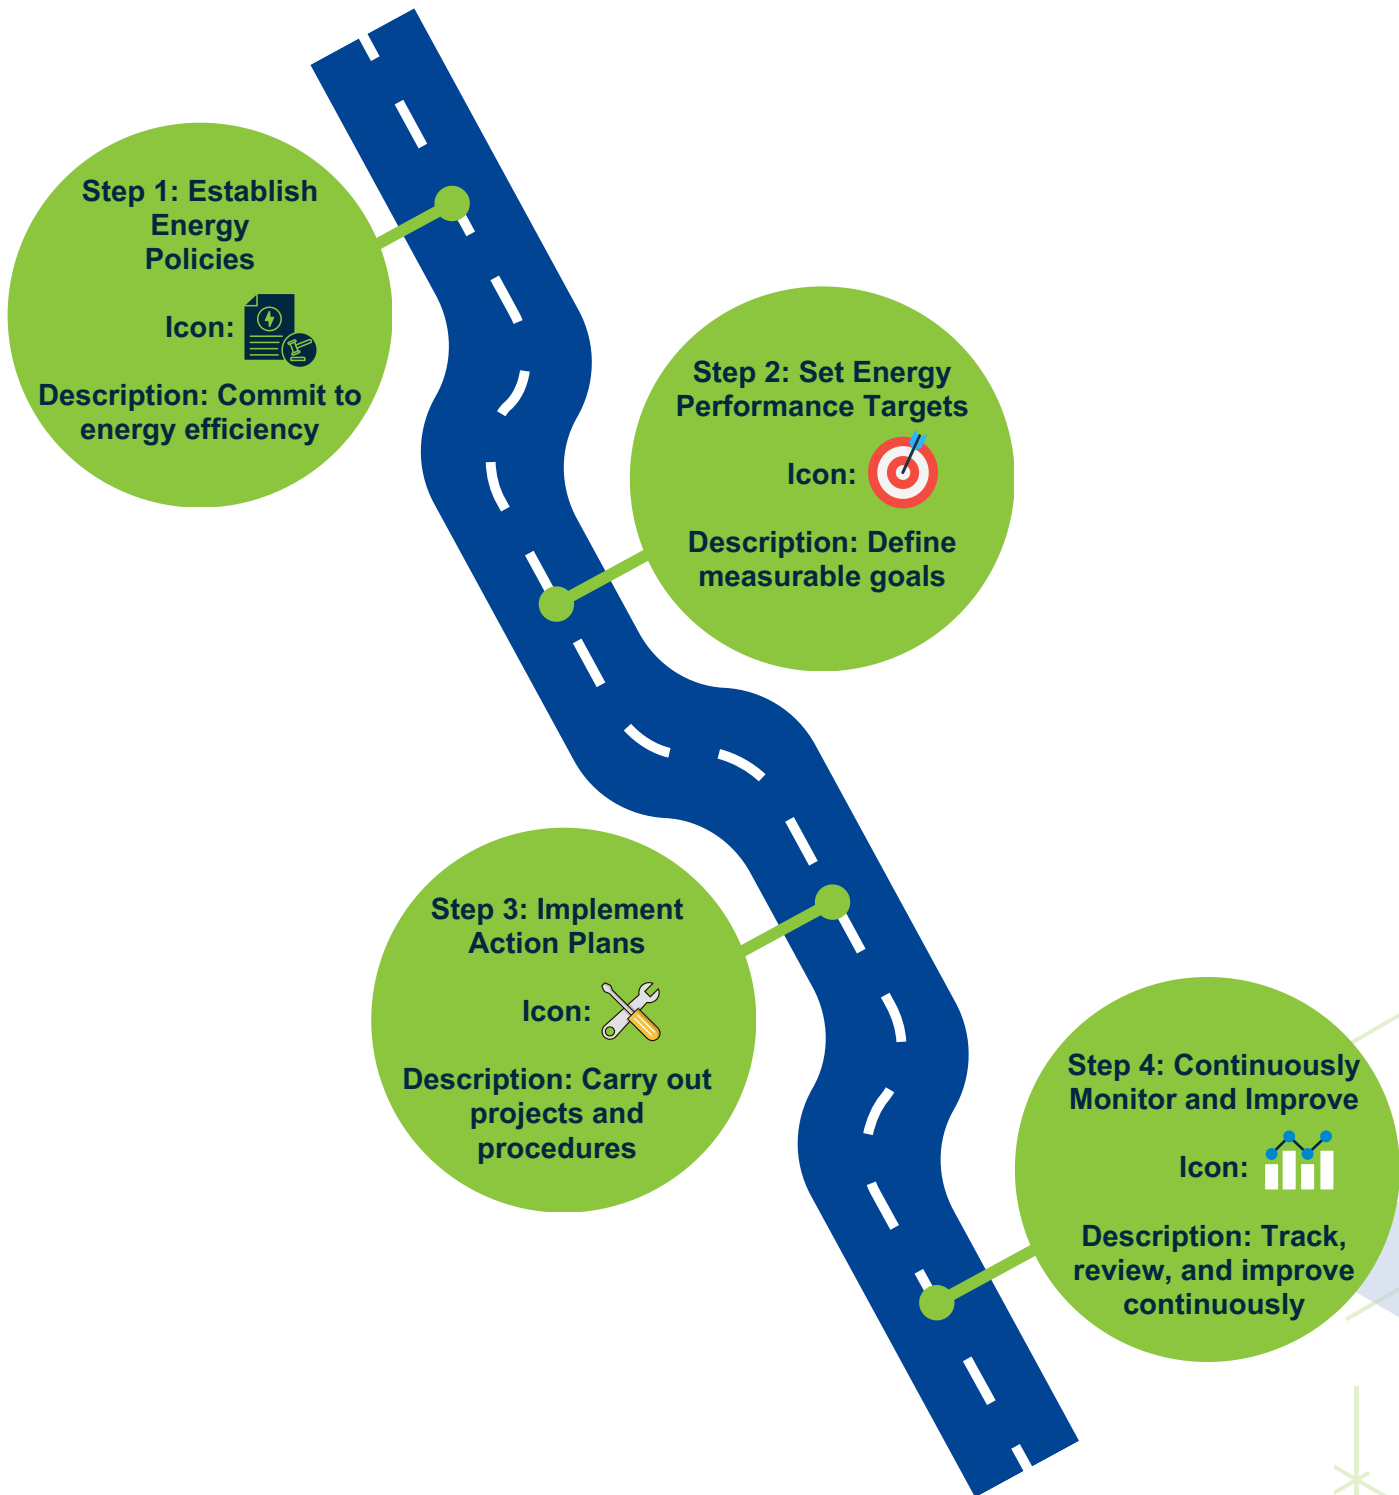 Step 1: Establish
Energy
Policies
Icon:
Description: Commit to
energy efficiency
Step 2: Set Energy
Performance Targets
Icon:
Description: Define
measurable goals
Step 3: Implement
Action Plans
Icon:
Description: Carry out
projects and
procedures
Step 4: Continuously
Monitor and Improve
Icon:
Description: Track,
review, and improve
continuously